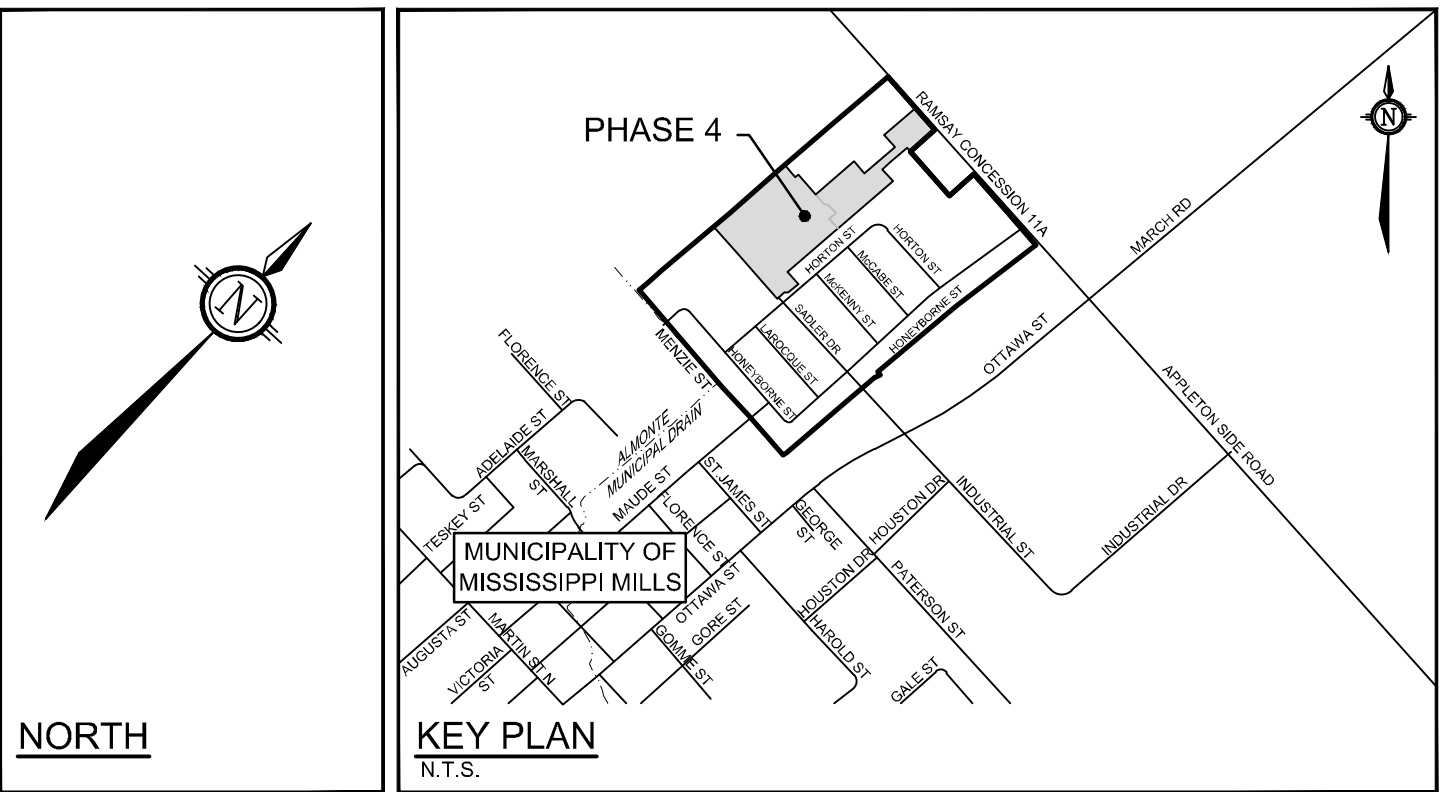 N
NORTH
PHASE 4
N
RAMSAY CONCESSION 11A
MARCH RD
HORTON ST
HORTON ST
McCABE ST
McKENNY ST
SADLER DR
LAROCQUE ST
HONEYBORNE ST
HONEYBORNE ST
OTTAWA ST
MENZIE ST.
FLORENCE ST
ADELAIDE ST
MARSHALL
ST
ALMONTE
MUNICIPAL DRAIN
MAUDE ST
TESKEY ST
ST.JAMES ST
FLORENCE ST
GEORGE
ST
HOUSTON DR
HOUSTON DR
INDUSTRIAL ST
INDUSTRIAL DR
APPLETON SIDE ROAD
MUNICIPALITY OF
MISSISSIPPI MILLS
OTTAWA ST
GORE ST
GOMME ST
PATERSON ST
HAROLD ST
GALE ST
AUGUSTA ST
VICTORIA
ST
MARTIN ST N
KEY PLAN
N.T.S.